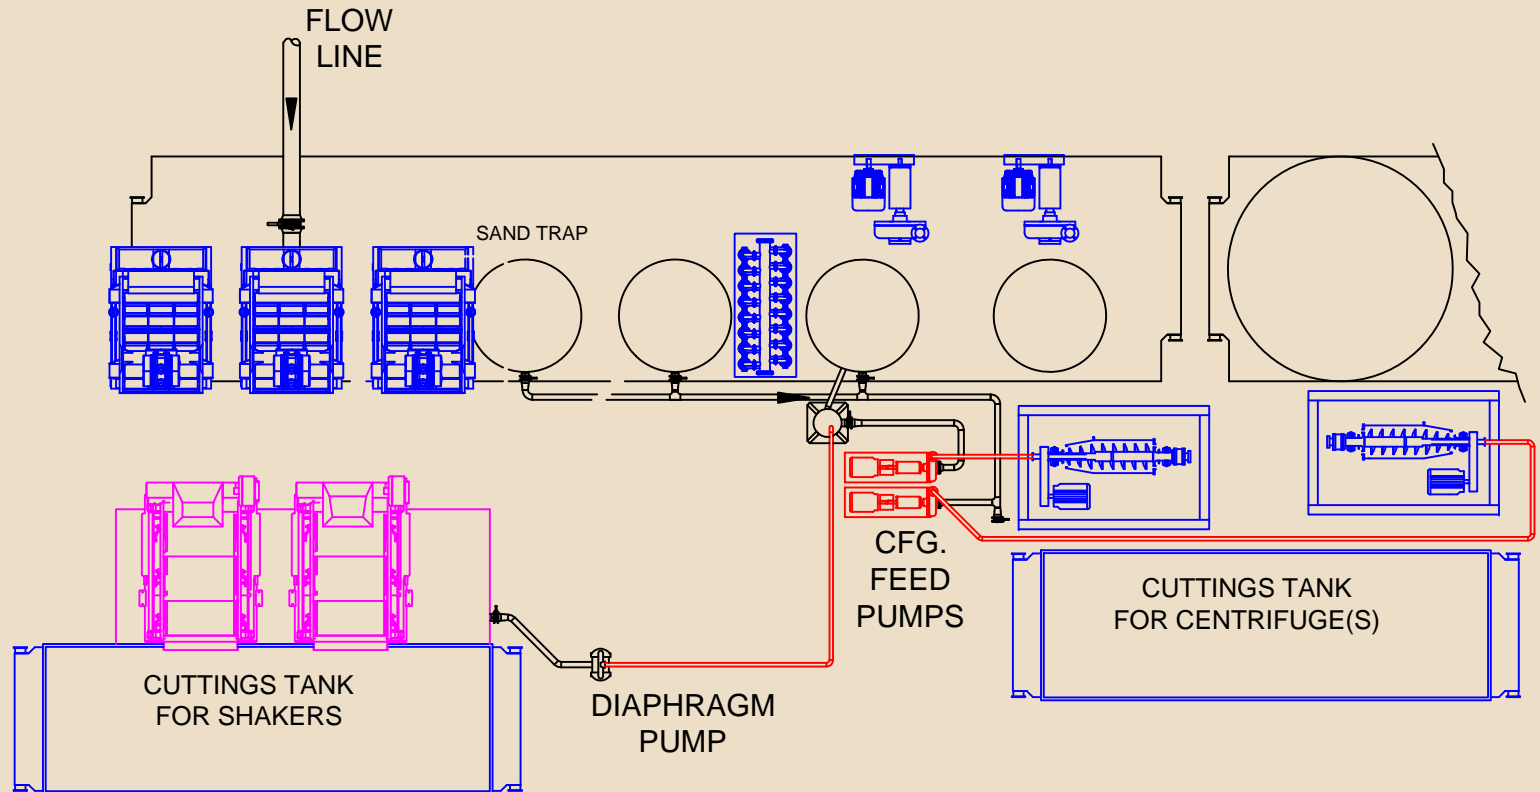 FLOW
LINE
SAND TRAP
CFG.
FEED
PUMPS
CUTTINGS TANK
FOR CENTRIFUGE(S)
CUTTINGS TANK
FOR SHAKERS
DIAPHRAGM
PUMP